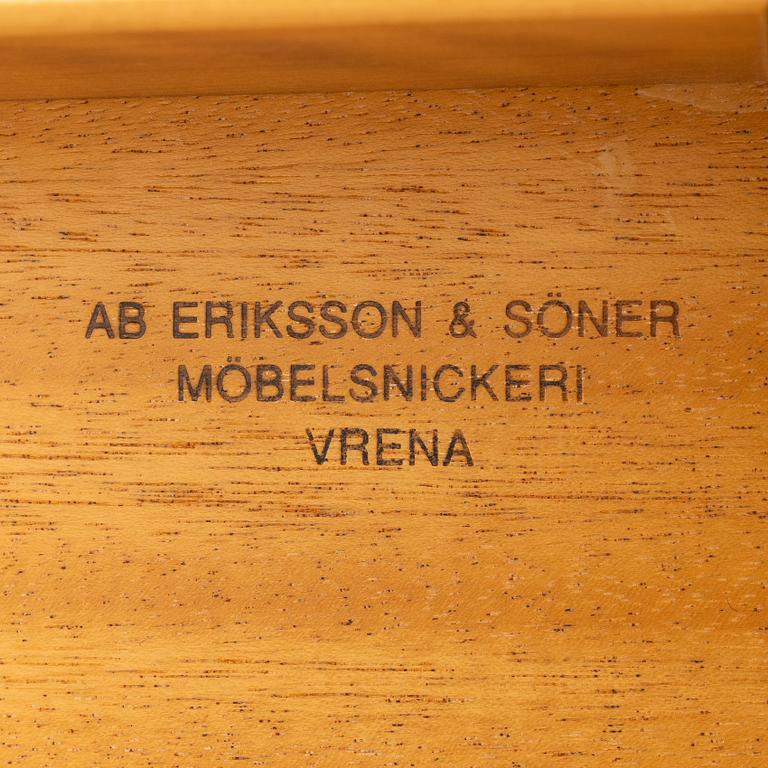 AB ERIKSSON & SÖNER
MÖBELSNICKERI
VRENA